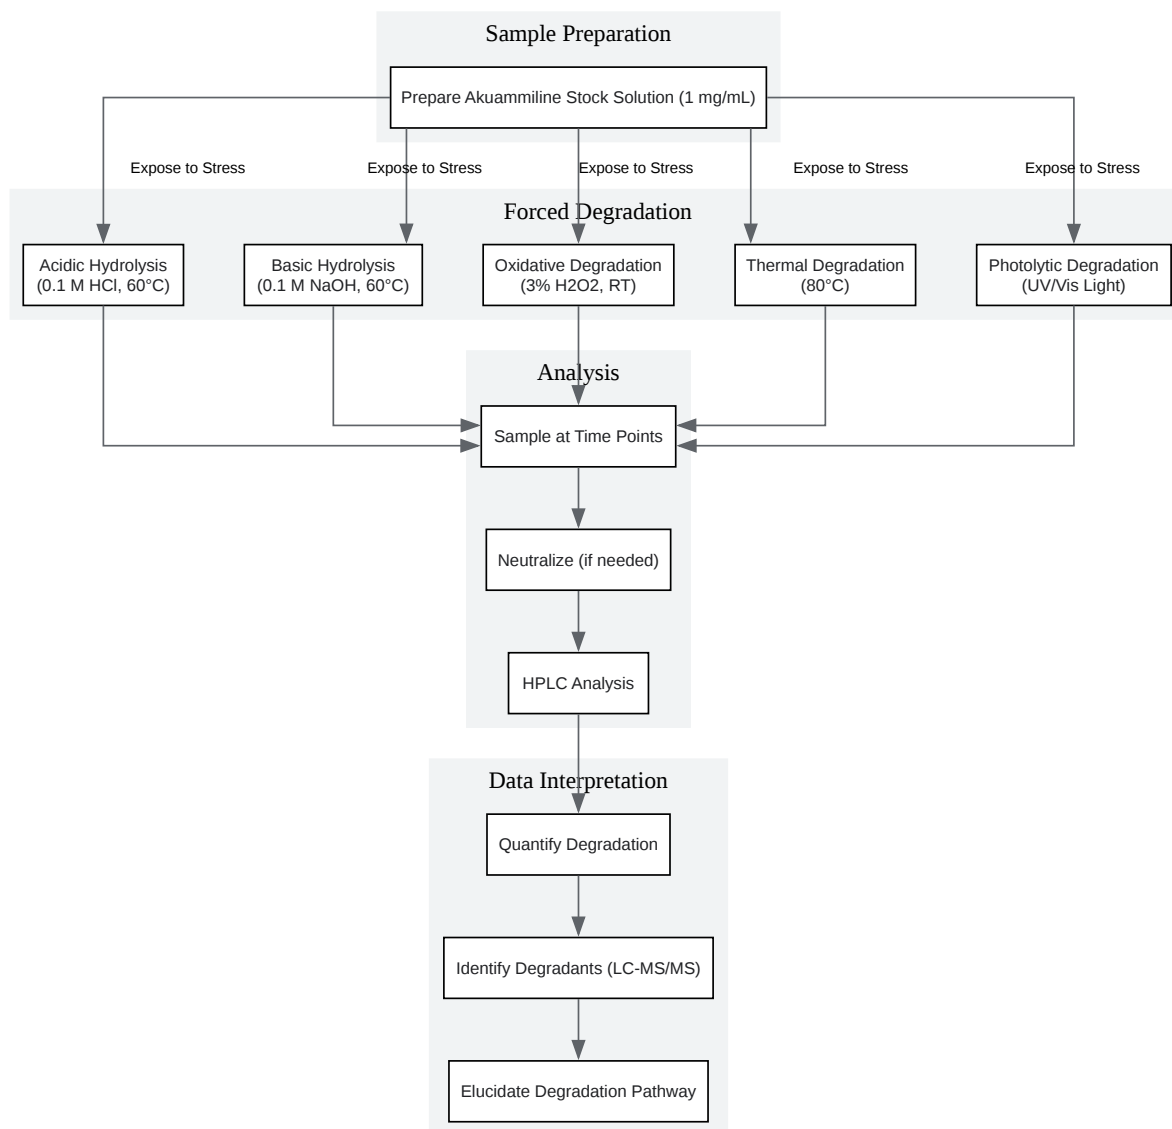 Sample Preparation
Prepare Akuammiline Stock Solution (1 mg/mL)
Expose to Stress
Expose to Stress
Expose to Stress
Expose to Stress
Expose to Stress
Forced Degradation
Acidic Hydrolysis
(0.1 M HCl, 60°C)
Basic Hydrolysis
(0.1 M NaOH, 60°C)
Oxidative Degradation
(3% H2O2, RT)
Thermal Degradation
(80°C)
Photolytic Degradation
(UV/Vis Light)
Analysis
Sample at Time Points
Neutralize (if needed)
HPLC Analysis
Data Interpretation
Quantify Degradation
Identify Degradants (LC-MS/MS)
Elucidate Degradation Pathway